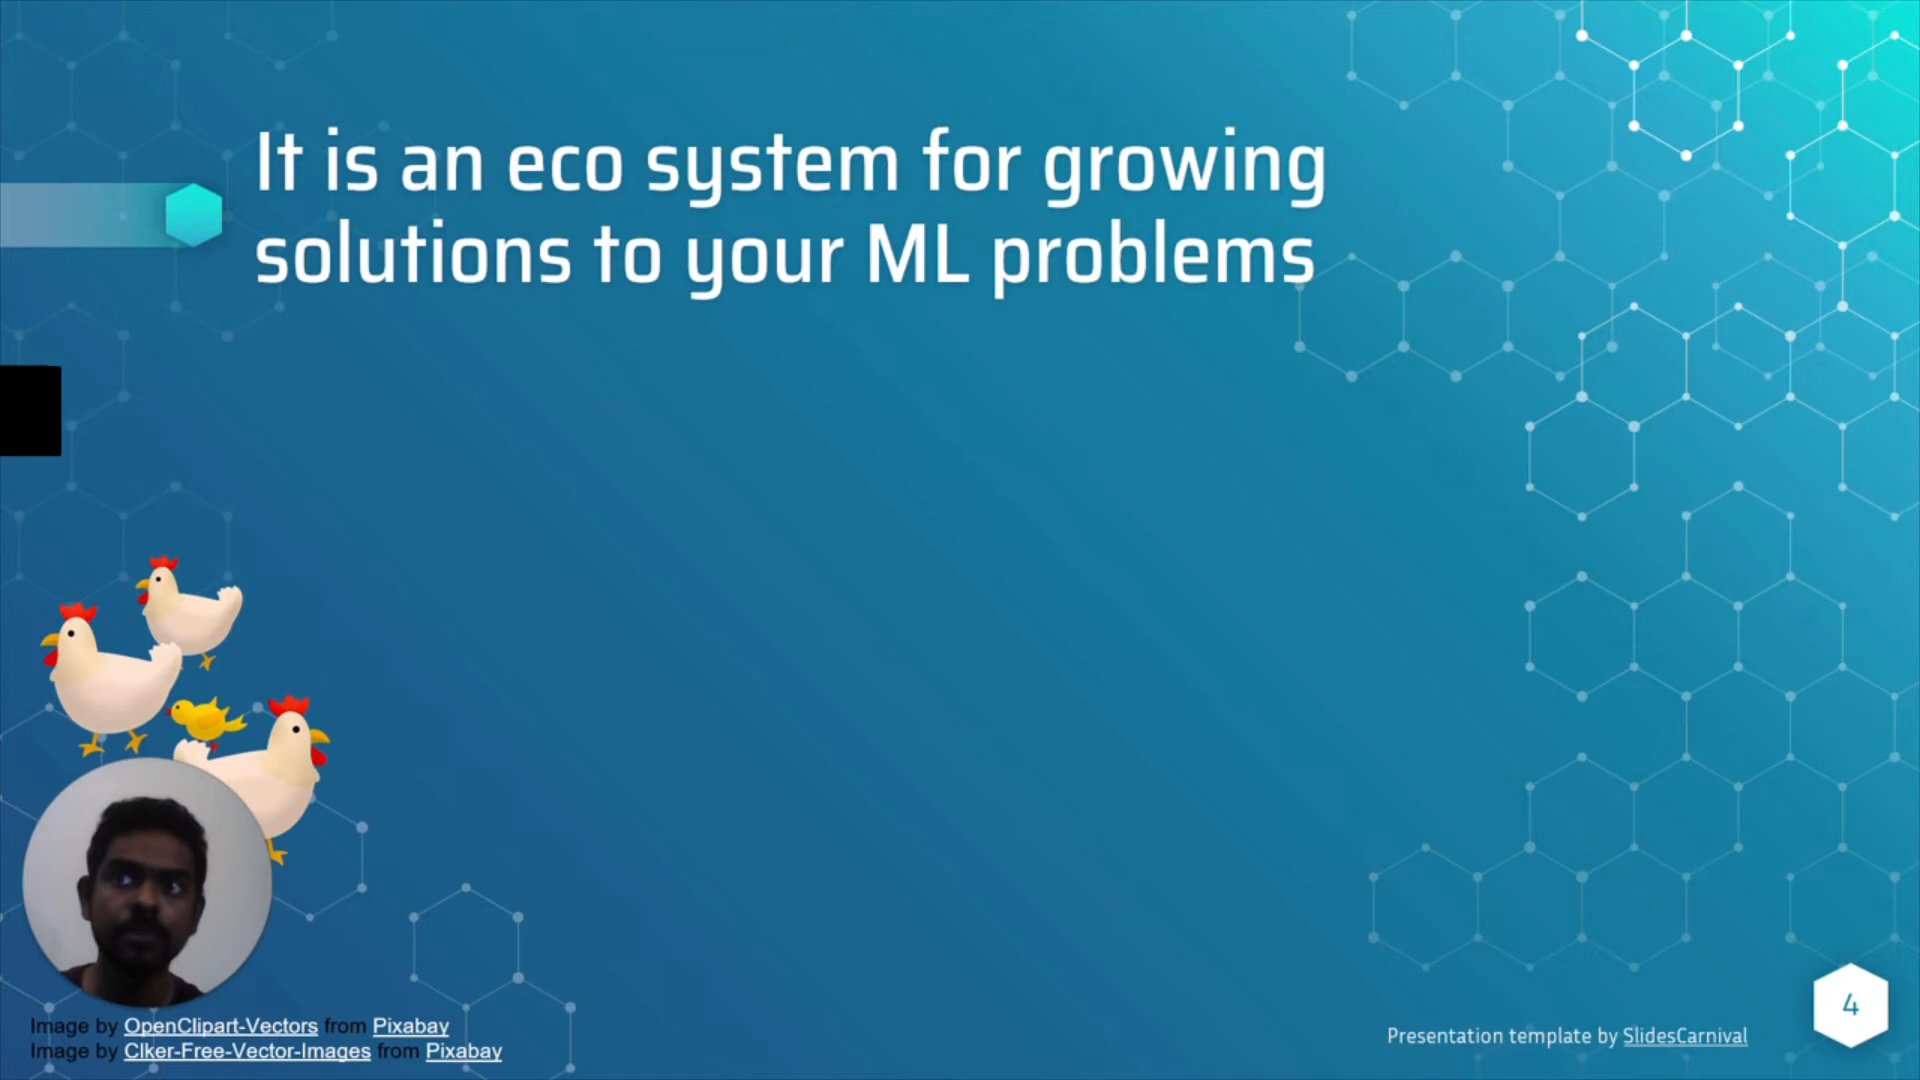 It is an eco system for growing
solutions to your ML problems
Image by OpenClipart-Vectors from Pixabay
Image by Clker-Free-Vector-Images from Pixabay
Presentation template by SlidesCarnival
4